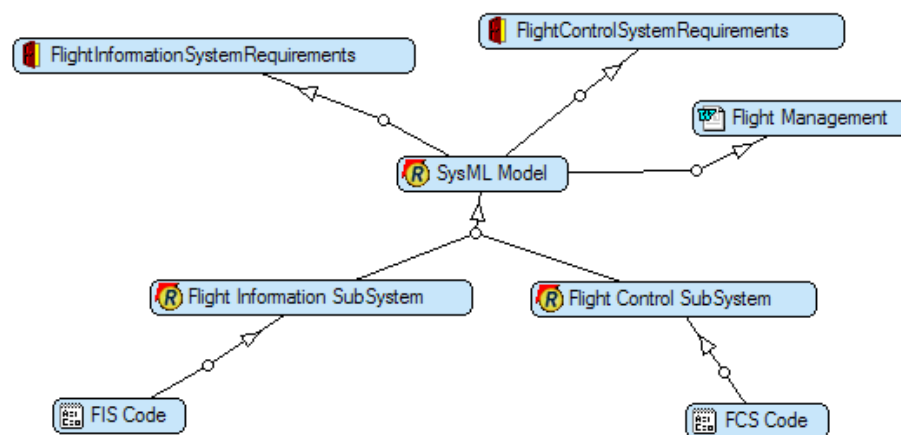 FlightInformationSystemRequirements
FlightControlSystemRequirements
Flight Management
SysML Model
Flight Information SubSystem
Flight Control SubSystem
FIS Code
FCS Code